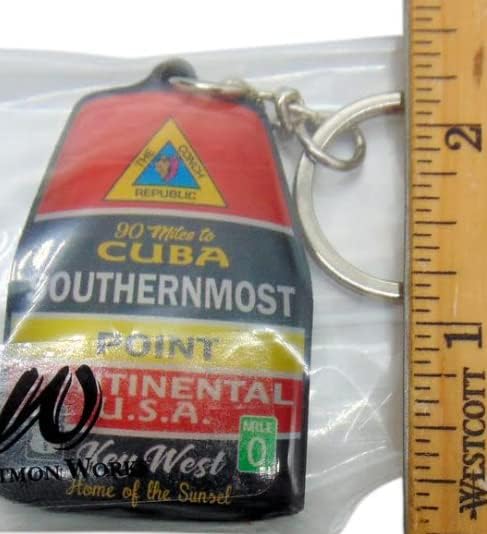 THE CONCH
REPUBLIC
90 Miles to
CUBA
OUTHERNMOST
POINT
TINENTAL
U.S.A.
MILE
0
Key West
Home of the Sunset
W
TMON WORK
2
1
WESTCOTT